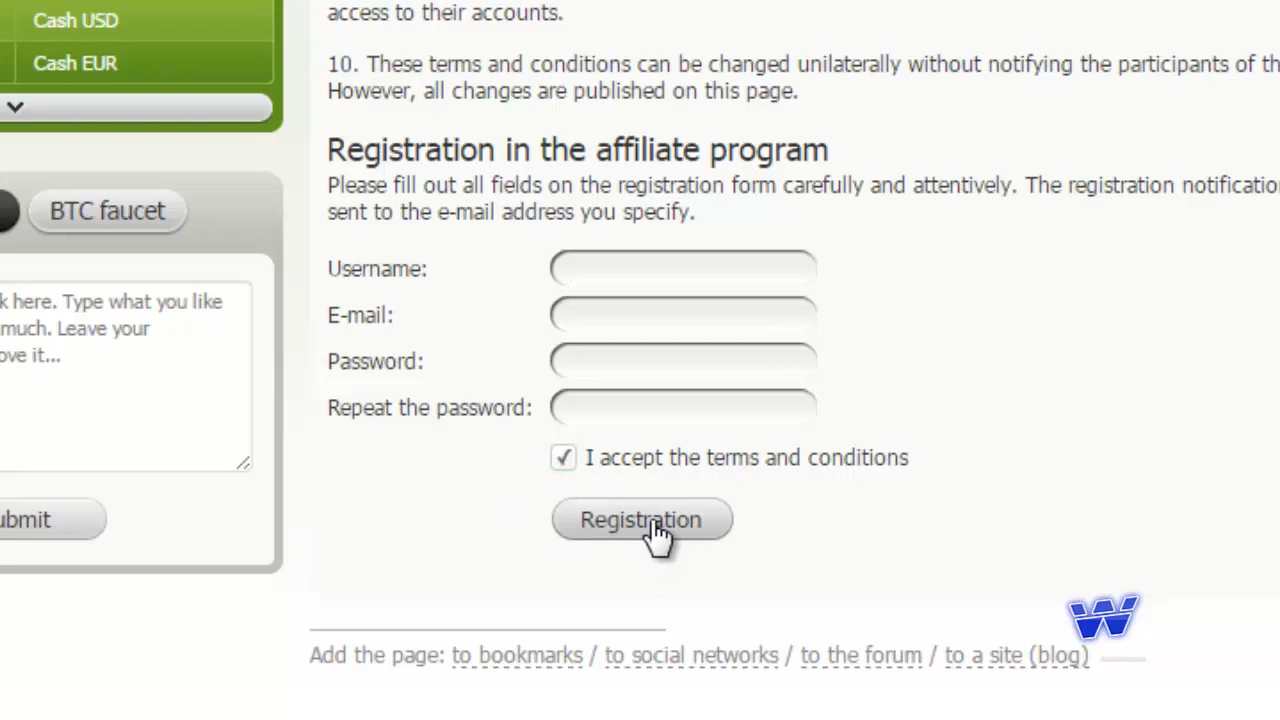 Cash USD
Cash EUR
BTC faucet
k here. Type what you like
much. Leave your
ove it...
ubmit
access to their accounts.
10. These terms and conditions can be changed unilaterally without notifying the participants of th
However, all changes are published on this page.
Registration in the affiliate program
Please fill out all fields on the registration form carefully and attentively. The registration notification
sent to the e-mail address you specify.
Username:
E-mail:
Password:
Repeat the password:
I accept the terms and conditions
Registration
W
Add the page: to bookmarks / to social networks / to the forum / to a site (blog)